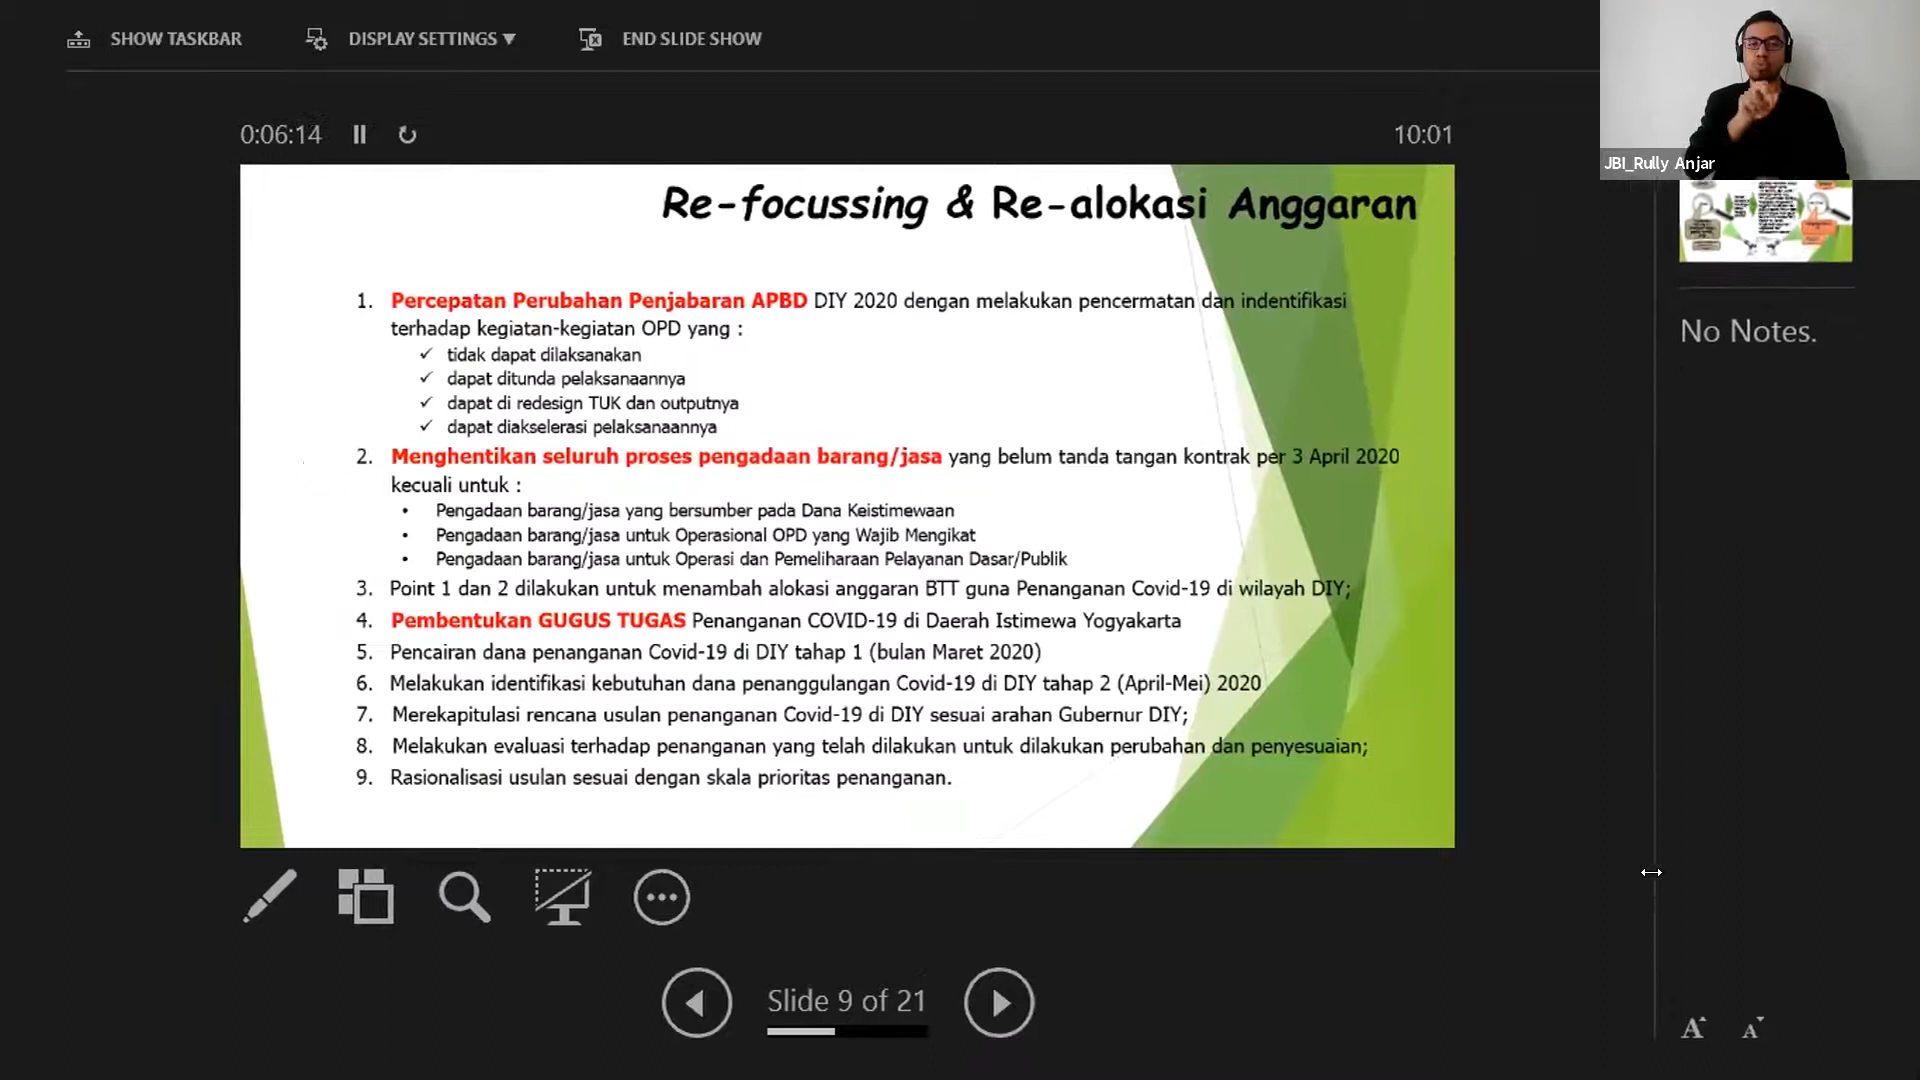 SHOW TASKBAR
DISPLAY SETTINGS
END SLIDE SHOW
JBI_Rully Anjar
0:06:14
10:01
Re-focussing & Re-alokasi Anggaran
1. Percepatan Perubahan Penjabaran APBD DIY 2020 dengan melakukan pencermatan dan indentifikasi
terhadap kegiatan-kegiatan OPD yang :
✓ tidak dapat dilaksanakan
✓ dapat ditunda pelaksanaannya
✓ dapat di redesign TUK dan outputnya
✓ dapat diakselerasi pelaksanaannya
2. Menghentikan seluruh proses pengadaan barang/jasa yang belum tanda tangan kontrak per 3 April 2020
kecuali untuk :
• Pengadaan barang/jasa yang bersumber pada Dana Keistimewaan
• Pengadaan barang/jasa untuk Operasional OPD yang Wajib Mengikat
• Pengadaan barang/jasa untuk Operasi dan Pemeliharaan Pelayanan Dasar/Publik
3. Point 1 dan 2 dilakukan untuk menambah alokasi anggaran BTT guna Penanganan Covid-19 di wilayah DIY;
4. Pembentukan GUGUS TUGAS Penanganan COVID-19 di Daerah Istimewa Yogyakarta
5. Pencairan dana penanganan Covid-19 di DIY tahap 1 (bulan Maret 2020)
6. Melakukan identifikasi kebutuhan dana penanggulangan Covid-19 di DIY tahap 2 (April-Mei) 2020
7. Merekapitulasi rencana usulan penanganan Covid-19 di DIY sesuai arahan Gubernur DIY;
8. Melakukan evaluasi terhadap penanganan yang telah dilakukan untuk dilakukan perubahan dan penyesuaian;
9. Rasionalisasi usulan sesuai dengan skala prioritas penanganan.
No Notes.
Slide 9 of 21
A A